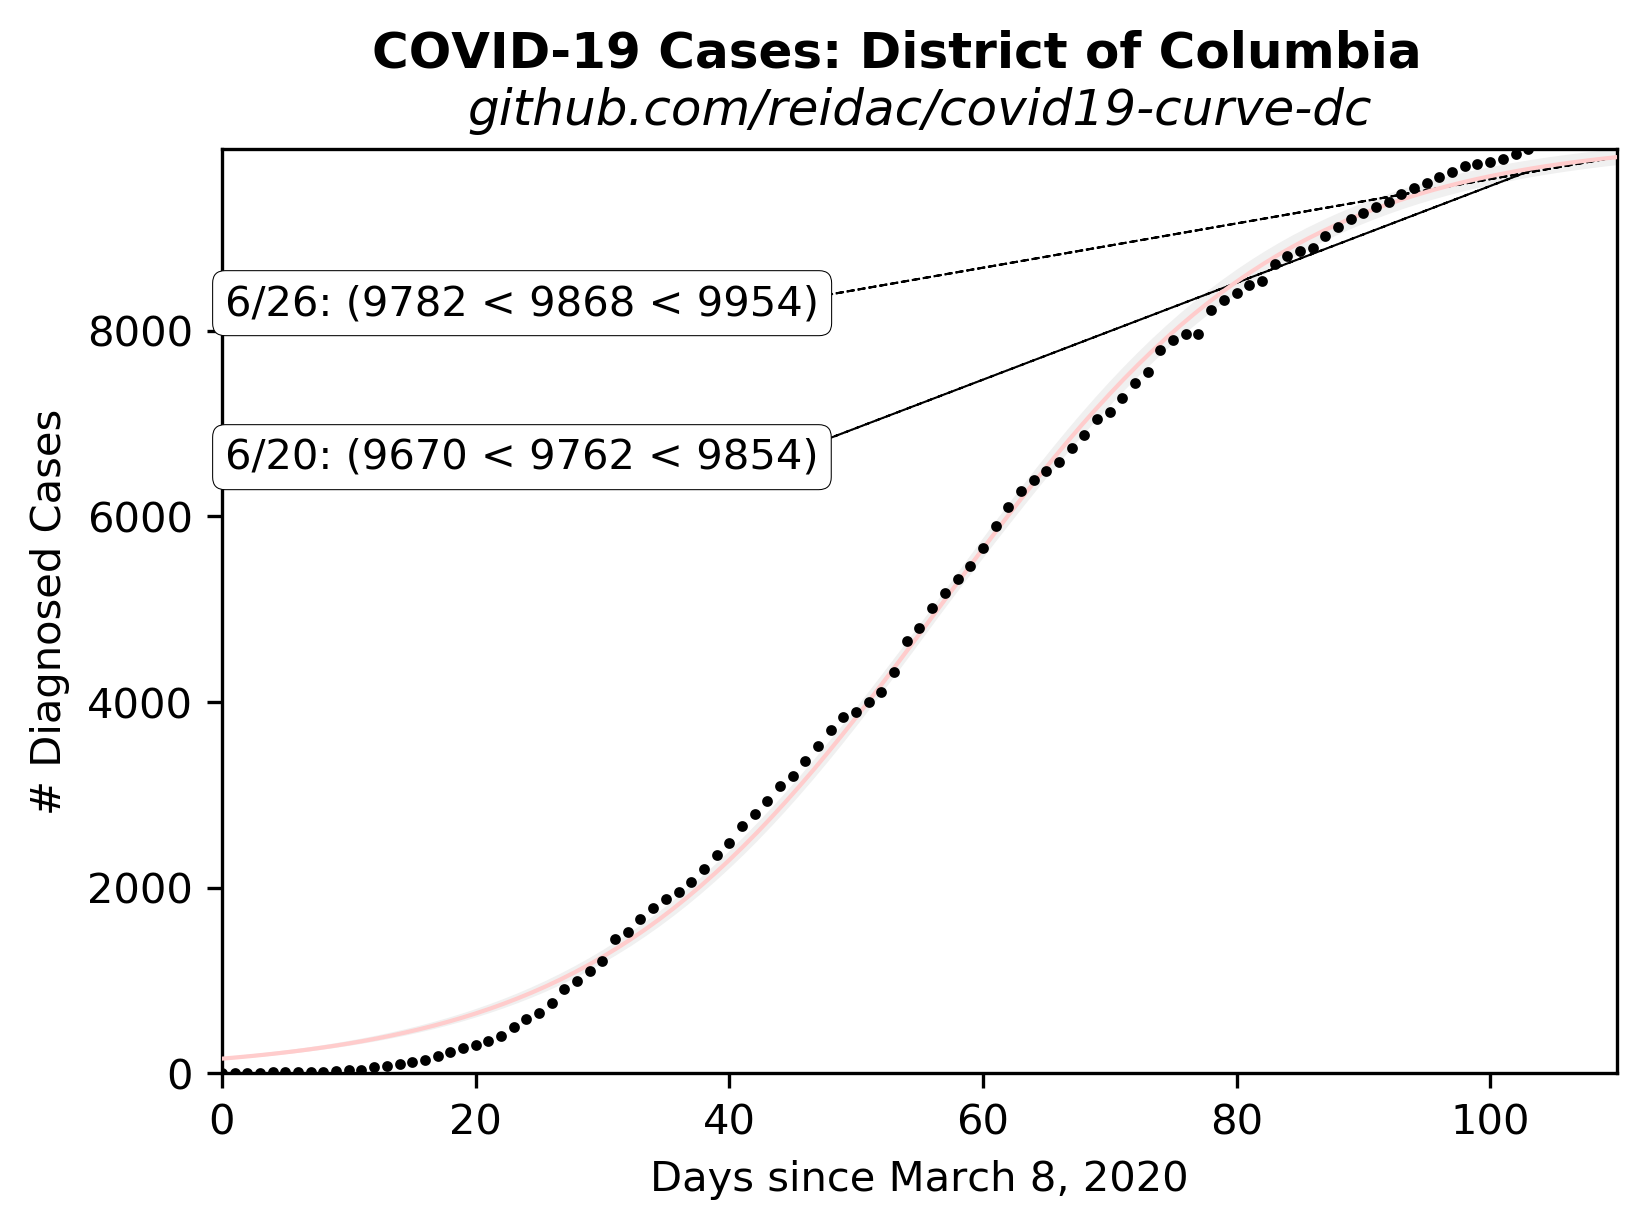 COVID-19 Cases: District of Columbia
github.com/reidac/covid19-curve-dc
# Diagnosed Cases
8000
6000
4000
2000
0
6/26: (9782 < 9868 < 9954)
6/20: (9670 < 9762 < 9854)
0 20 40 60 80 100
Days since March 8, 2020